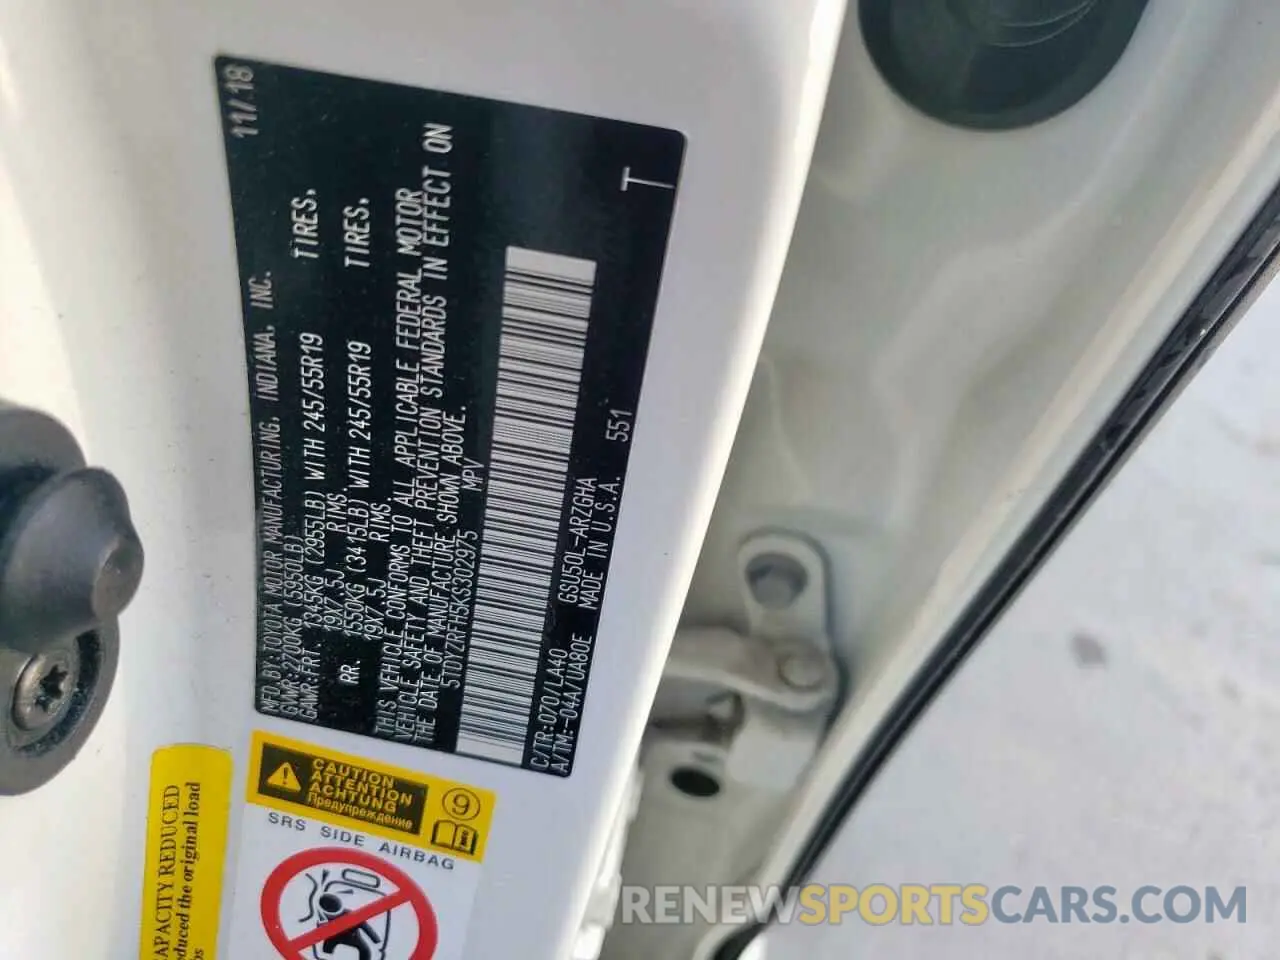 MFD.BY:TOYOTA MOTOR MANUFACTURING, INDIANA, INC. 11/18
GVWR:2700KG (5950LB)
GAWR:FRT. 1345KG (2955LB) WITH 245/55R19 TIRES,
19X7.5J RIMS,
RR. 1550KG (3415LB) WITH 245/55R19 TIRES,
19X7.5J RIMS.
THIS VEHICLE CONFORMS TO ALL APPLICABLE FEDERAL MOTOR
VEHICLE SAFETY AND THEFT PREVENTION STANDARDS IN EFFECT ON
THE DATE OF MANUFACTURE SHOWN ABOVE.
5TDYZRFH5KS302975 MPV
T
C/TR:070/LA40 GSU50L-ARZGHA
A/TM:-04A/UA80E MADE IN U.S.A. 551
CAUTION
ATTENTION
ACHTUNG
Предупреждение
9
SRS SIDE AIRBAG
CAPACITY REDUCED
the original load
RENEWSPORTSCARS.COM